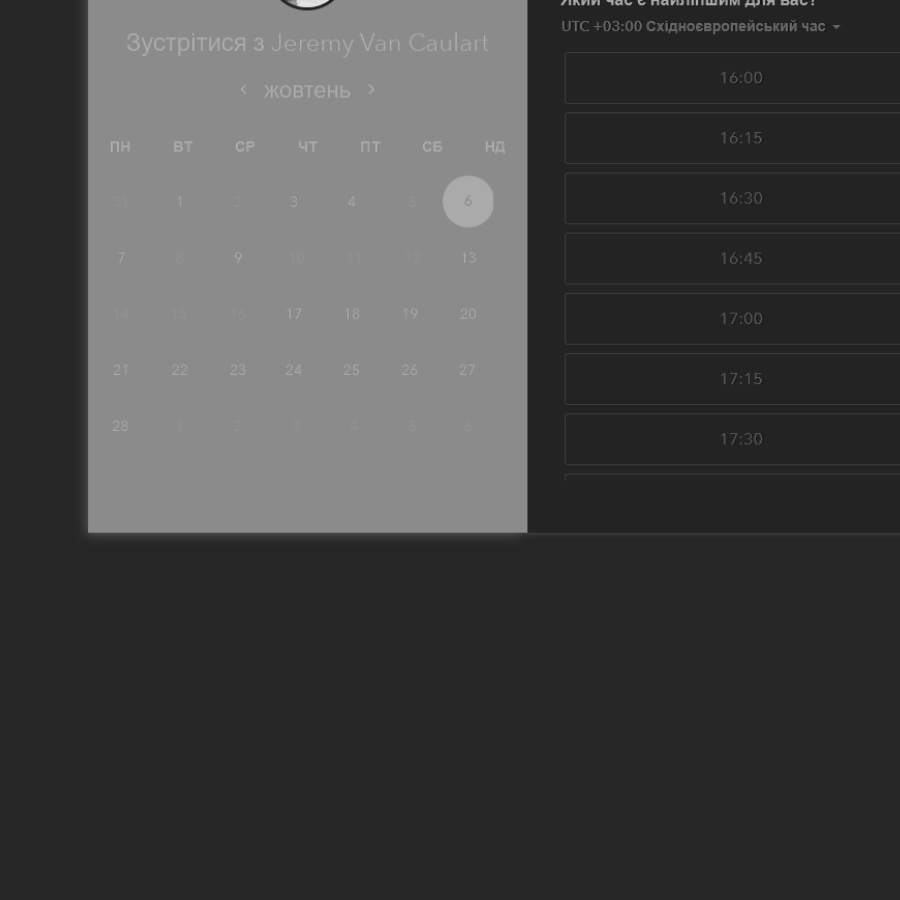 Зустрітися з Jeremy Van Caulart
жовтень
ПН ВТ СР ЧТ ПТ СБ НД
31 1 2 3 4 5 6
7 8 9 10 11 12 13
14 15 16 17 18 19 20
21 22 23 24 25 26 27
28 1 2 3 4 5 6
Який час є найліпшим для вас?
UTC +03:00 Східноєвропейський час
16:00
16:15
16:30
16:45
17:00
17:15
17:30